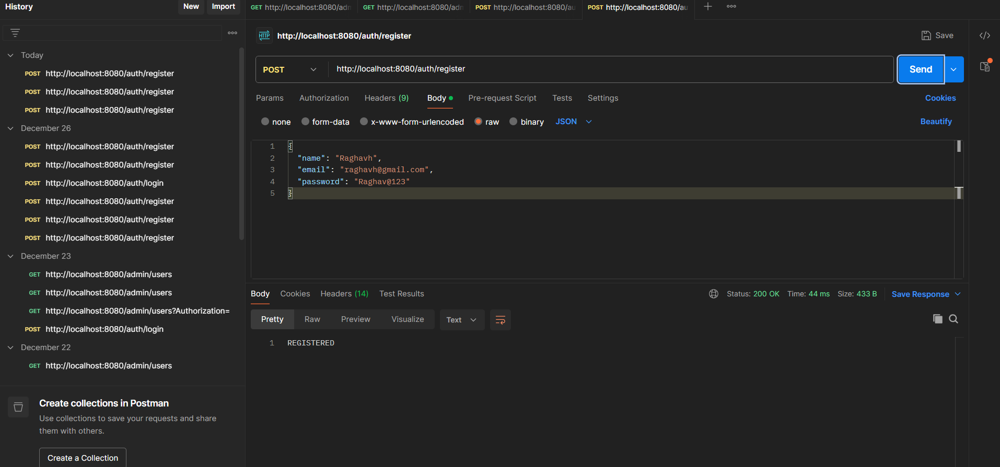 History
New
Import
Today
POST http://localhost:8080/auth/register
POST http://localhost:8080/auth/register
POST http://localhost:8080/auth/register
December 26
POST http://localhost:8080/auth/register
POST http://localhost:8080/auth/register
POST http://localhost:8080/auth/login
POST http://localhost:8080/auth/register
POST http://localhost:8080/auth/register
POST http://localhost:8080/auth/register
December 23
GET http://localhost:8080/admin/users
GET http://localhost:8080/admin/users
GET http://localhost:8080/admin/users?Authorization=
POST http://localhost:8080/auth/login
December 22
GET http://localhost:8080/admin/users
Create collections in Postman
Use collections to save your requests and share
them with others.
Create a Collection
GET http://localhost:8080/adn GET http://localhost:8080/adn POST http://localhost:8080/au POST http://localhost:8080/au
HTTP http://localhost:8080/auth/register Save </>
POST http://localhost:8080/auth/register Send
Params Authorization Headers (9) Body Pre-request Script Tests Settings Cookies
none form-data x-www-form-urlencoded raw binary JSON Beautify
1 {
2 "name": "Raghavh",
3 "email": "raghavh@gmail.com",
4 "password": "Raghav@123"
5 }
Body Cookies Headers (14) Test Results Status: 200 OK Time: 44 ms Size: 433 B Save Response
Pretty Raw Preview Visualize Text
1 REGISTERED